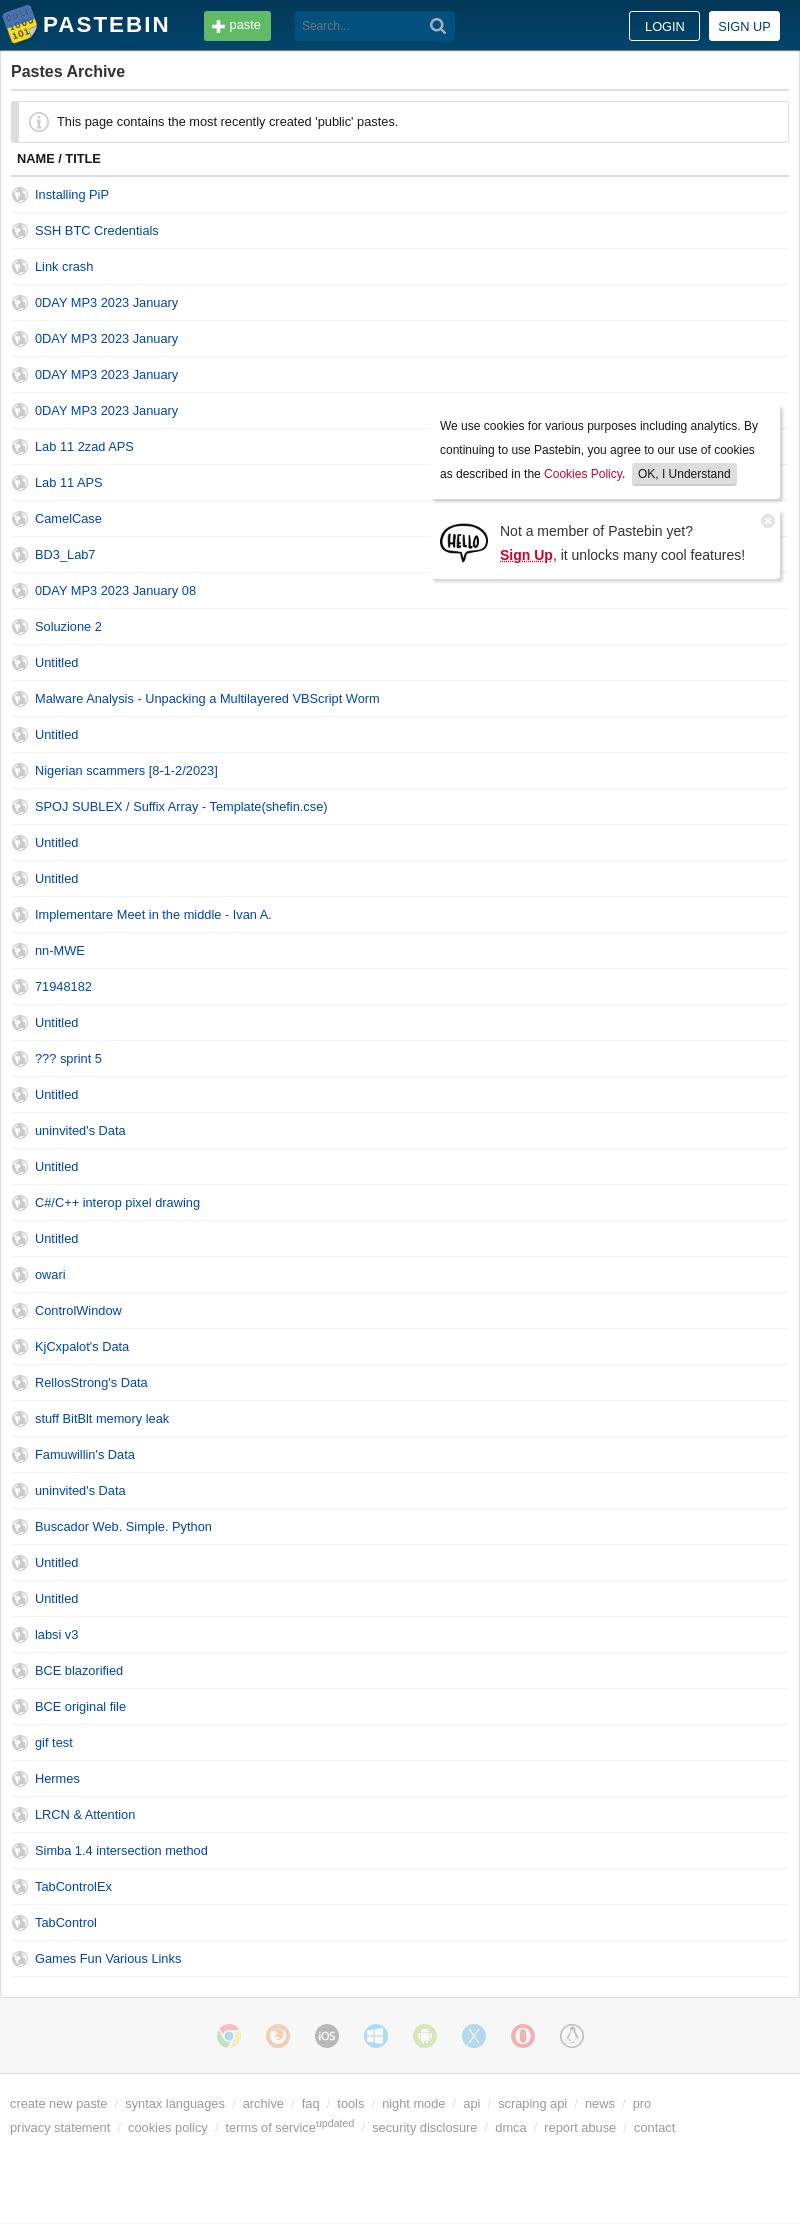 PASTEBIN paste Search... LOGIN SIGN UP
Pastes Archive
This page contains the most recently created 'public' pastes.
NAME / TITLE
Installing PiP
SSH BTC Credentials
Link crash
0DAY MP3 2023 January
0DAY MP3 2023 January
0DAY MP3 2023 January
0DAY MP3 2023 January
Lab 11 2zad APS
Lab 11 APS
CamelCase
BD3_Lab7
0DAY MP3 2023 January 08
Soluzione 2
Untitled
Malware Analysis - Unpacking a Multilayered VBScript Worm
Untitled
Nigerian scammers [8-1-2/2023]
SPOJ SUBLEX / Suffix Array - Template(shefin.cse)
Untitled
Untitled
Implementare Meet in the middle - Ivan A.
nn-MWE
71948182
Untitled
??? sprint 5
Untitled
uninvited's Data
Untitled
C#/C++ interop pixel drawing
Untitled
owari
ControlWindow
KjCxpalot's Data
RellosStrong's Data
stuff BitBlt memory leak
Famuwillin's Data
uninvited's Data
Buscador Web. Simple. Python
Untitled
Untitled
labsi v3
BCE blazorified
BCE original file
gif test
Hermes
LRCN & Attention
Simba 1.4 intersection method
TabControlEx
TabControl
Games Fun Various Links
We use cookies for various purposes including analytics. By
continuing to use Pastebin, you agree to our use of cookies
as described in the Cookies Policy. OK, I Understand
HELLO
Not a member of Pastebin yet?
Sign Up, it unlocks many cool features!
iOS
create new paste / syntax languages / archive / faq / tools / night mode / api / scraping api / news / pro
privacy statement / cookies policy / terms of service updated / security disclosure / dmca / report abuse / contact